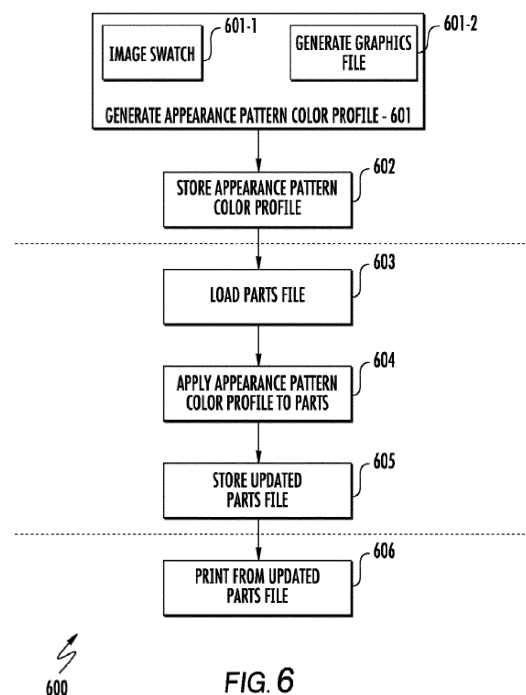 601-1
601-2
IMAGE SWATCH
GENERATE GRAPHICS
FILE
GENERATE APPEARANCE PATTERN COLOR PROFILE - 601
602
STORE APPEARANCE PATTERN
COLOR PROFILE
603
LOAD PARTS FILE
604
APPLY APPEARANCE PATTERN
COLOR PROFILE TO PARTS
605
STORE UPDATED
PARTS FILE
606
PRINT FROM UPDATED
PARTS FILE
600
FIG. 6